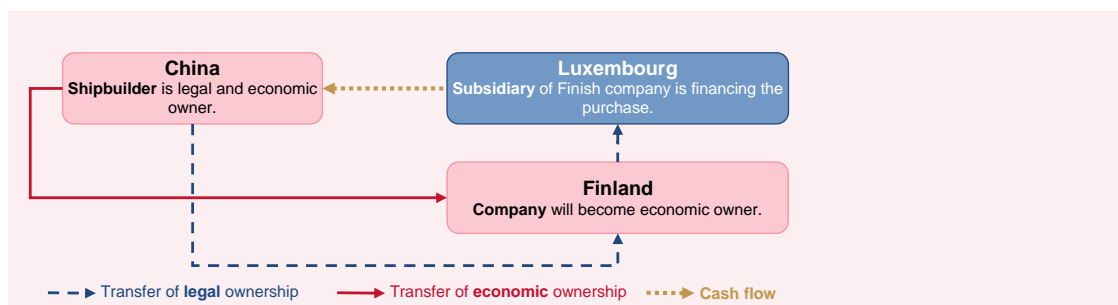 China
Shipbuilder is legal and economic
owner.
Luxembourg
Subsidiary of Finish company is financing the
purchase.
Finland
Company will become economic owner.
Transfer of legal ownership
Transfer of economic ownership
Cash flow